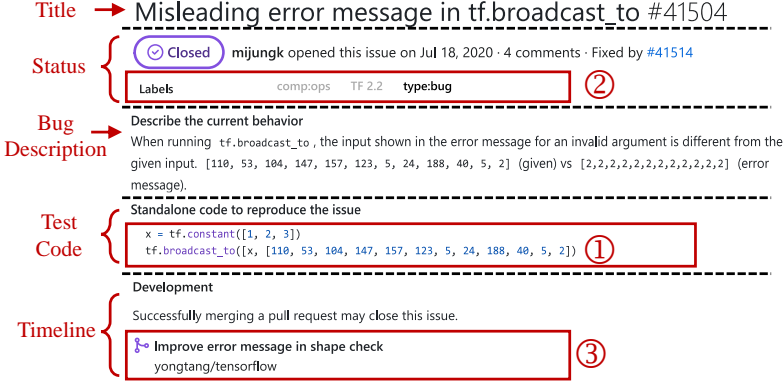 Title
Misleading error message in tf.broadcast_to #41504
Status
Closed mijungk opened this issue on Jul 18, 2020 · 4 comments · Fixed by #41514
Labels comp:ops TF 2.2 type:bug ②
Bug Description
Describe the current behavior
When running tf.broadcast_to , the input shown in the error message for an invalid argument is different from the
given input. [110, 53, 104, 147, 157, 123, 5, 24, 188, 40, 5, 2] (given) vs [2,2,2,2,2,2,2,2,2,2,2,2] (error
message).
Test Code
Standalone code to reproduce the issue
x = tf.constant([1, 2, 3])
tf.broadcast_to([x, [110, 53, 104, 147, 157, 123, 5, 24, 188, 40, 5, 2]) ①
Timeline
Development
Successfully merging a pull request may close this issue.
Improve error message in shape check
yongtang/tensorflow ③